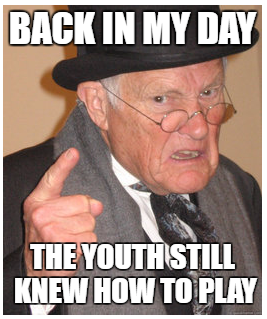 BACK IN MY DAY
THE YOUTH STILL
KNEW HOW TO PLAY